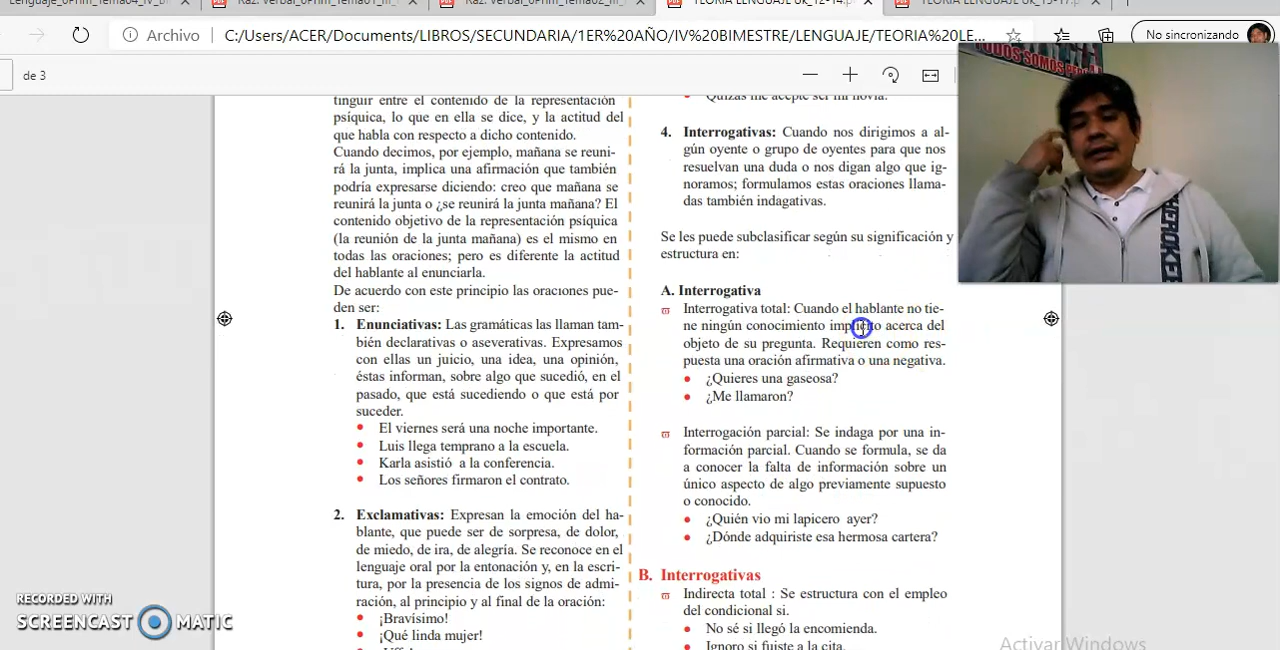 Archivo
C:/Users/ACER/Documents/LIBROS/SECUNDARIA/1ER%20AÑO/IV%20BIMESTRE/LENGUAJE/TEORIA%20LE...
No sincronizando
de 3
TODOS SOMOS
tinguir entre el contenido de la representación
psíquica, lo que en ella se dice, y la actitud del
que habla con respecto a dicho contenido.
Cuando decimos, por ejemplo, mañana se reuni-
rá la junta, implica una afirmación que también
podría expresarse diciendo: creo que mañana se
reunirá la junta o ¿se reunirá la junta mañana? El
contenido objetivo de la representación psíquica
(la reunión de la junta mañana) es el mismo en
todas las oraciones; pero es diferente la actitud
del hablante al enunciarla.
De acuerdo con este principio las oraciones pue-
den ser:
1. Enunciativas: Las gramáticas las llaman tam-
bién declarativas o aseverativas. Expresamos
con ellas un juicio, una idea, una opinión,
éstas informan, sobre algo que sucedió, en el
pasado, que está sucediendo o que está por
suceder.
• El viernes será una noche importante.
• Luis llega temprano a la escuela.
• Karla asistió a la conferencia.
• Los señores firmaron el contrato.
2. Exclamativas: Expresan la emoción del ha-
blante, que puede ser de sorpresa, de dolor,
de miedo, de ira, de alegría. Se reconoce en el
lenguaje oral por la entonación y, en la escri-
tura, por la presencia de los signos de admi-
ración, al principio y al final de la oración:
• ¡Bravísimo!
• ¡Qué linda mujer!
• Quizás me acepte ser mi novia.
4. Interrogativas: Cuando nos dirigimos a al-
gún oyente o grupo de oyentes para que nos
resuelvan una duda o nos digan algo que ig-
noramos; formulamos estas oraciones llama-
das también indagativas.
Se les puede subclasificar según su significación y
estructura en:
A. Interrogativa
Interrogativa total: Cuando el hablante no tie-
ne ningún conocimiento implícito acerca del
objeto de su pregunta. Requieren como res-
puesta una oración afirmativa o una negativa.
• ¿Quieres una gaseosa?
• ¿Me llamaron?
Interrogación parcial: Se indaga por una in-
formación parcial. Cuando se formula, se da
a conocer la falta de información sobre un
único aspecto de algo previamente supuesto
o conocido.
• ¿Quién vio mi lapicero ayer?
• ¿Dónde adquiriste esa hermosa cartera?
B. Interrogativas
Indirecta total : Se estructura con el empleo
del condicional si.
• No sé si llegó la encomienda.
• Ignoro si fuiste a la cita.
RECORDED WITH
SCREENCAST MATIC
Activar Windows